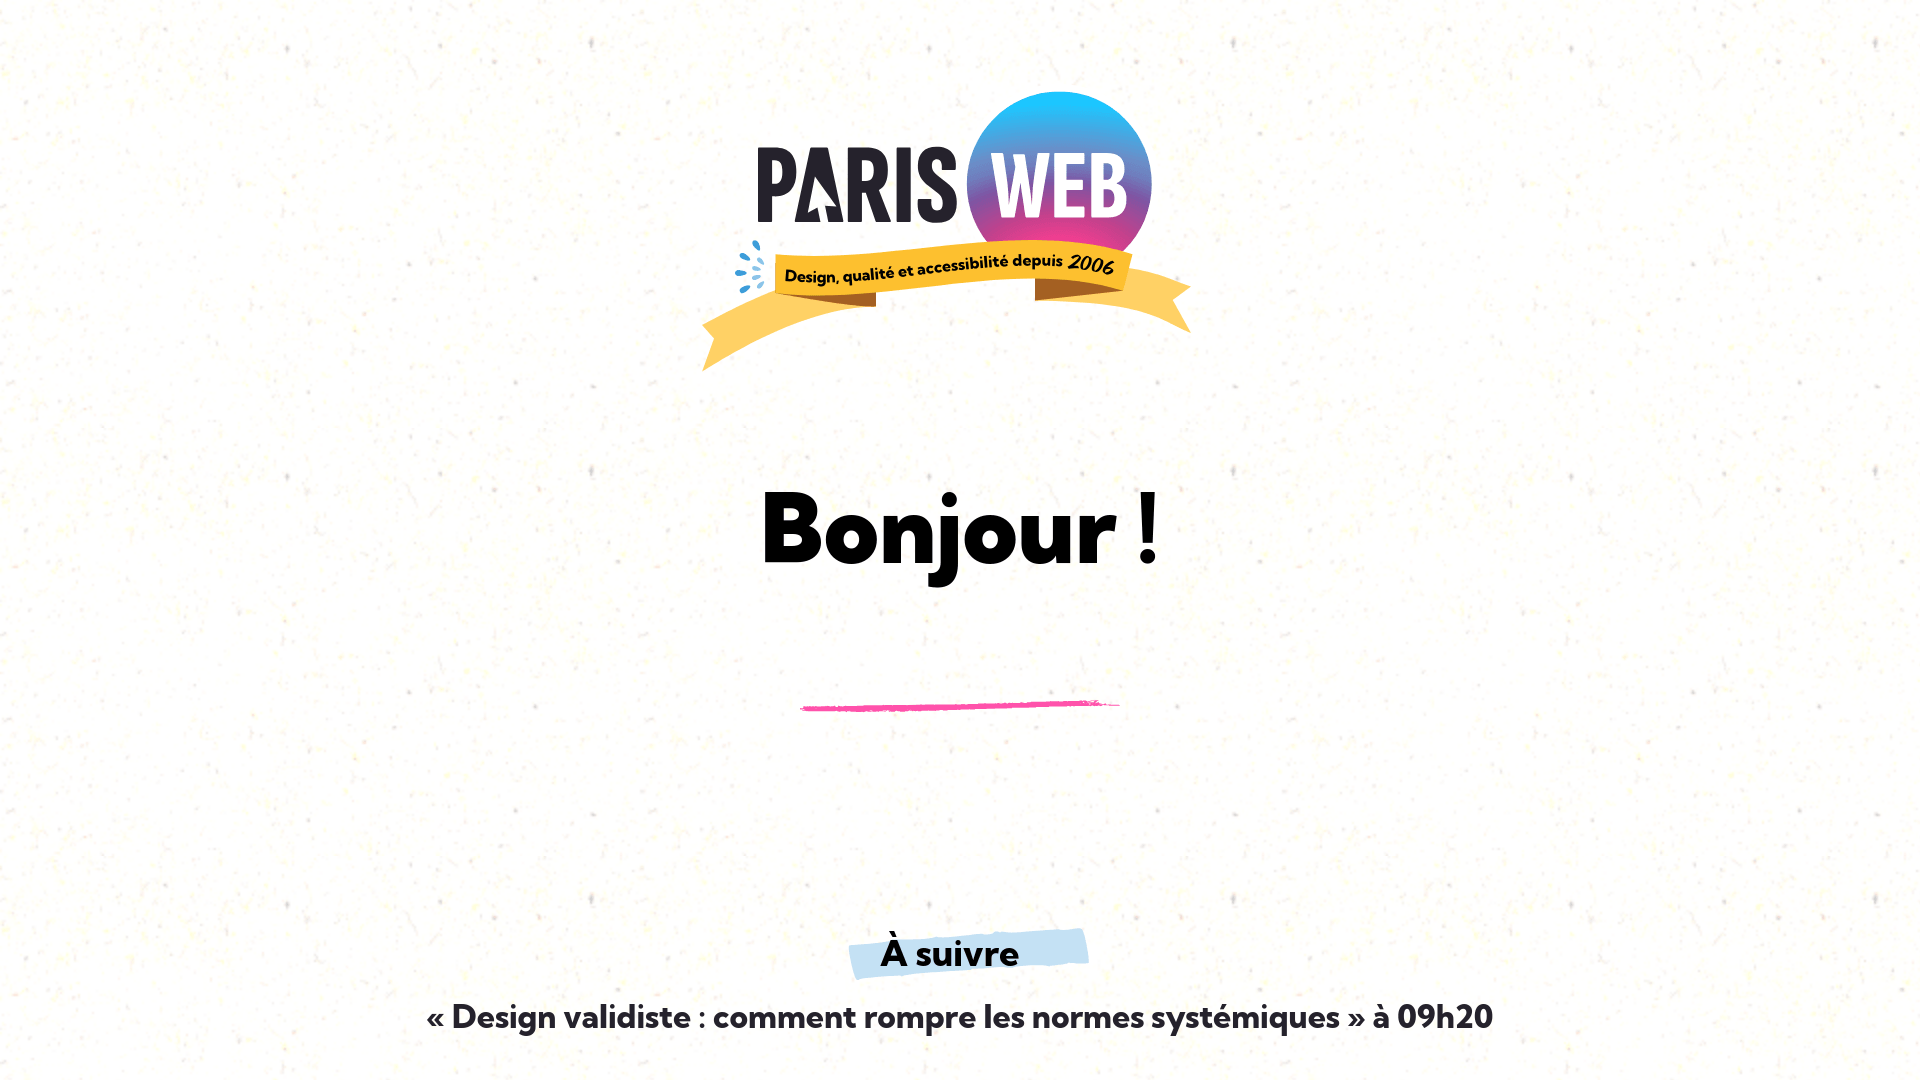 PARIS WEB
Design, qualité et accessibilité depuis 2006
Bonjour !
À suivre
« Design validiste : comment rompre les normes systémiques » à 09h20